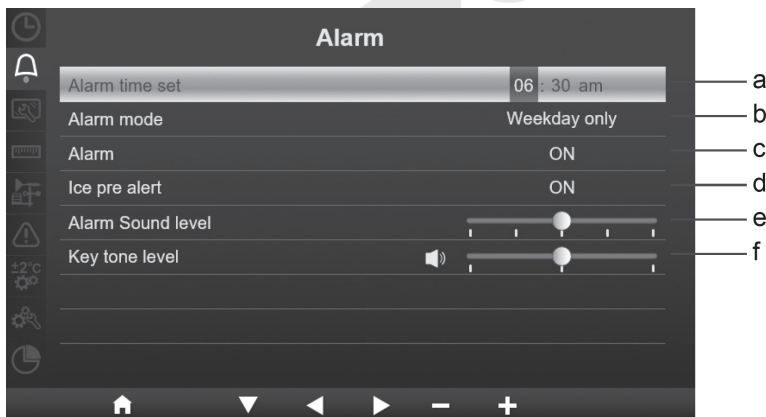 Alarm
Alarm time set 06 : 30 am a
Alarm mode Weekday only b
Alarm ON c
Ice pre alert ON d
Alarm Sound level e
Key tone level f
±2°C